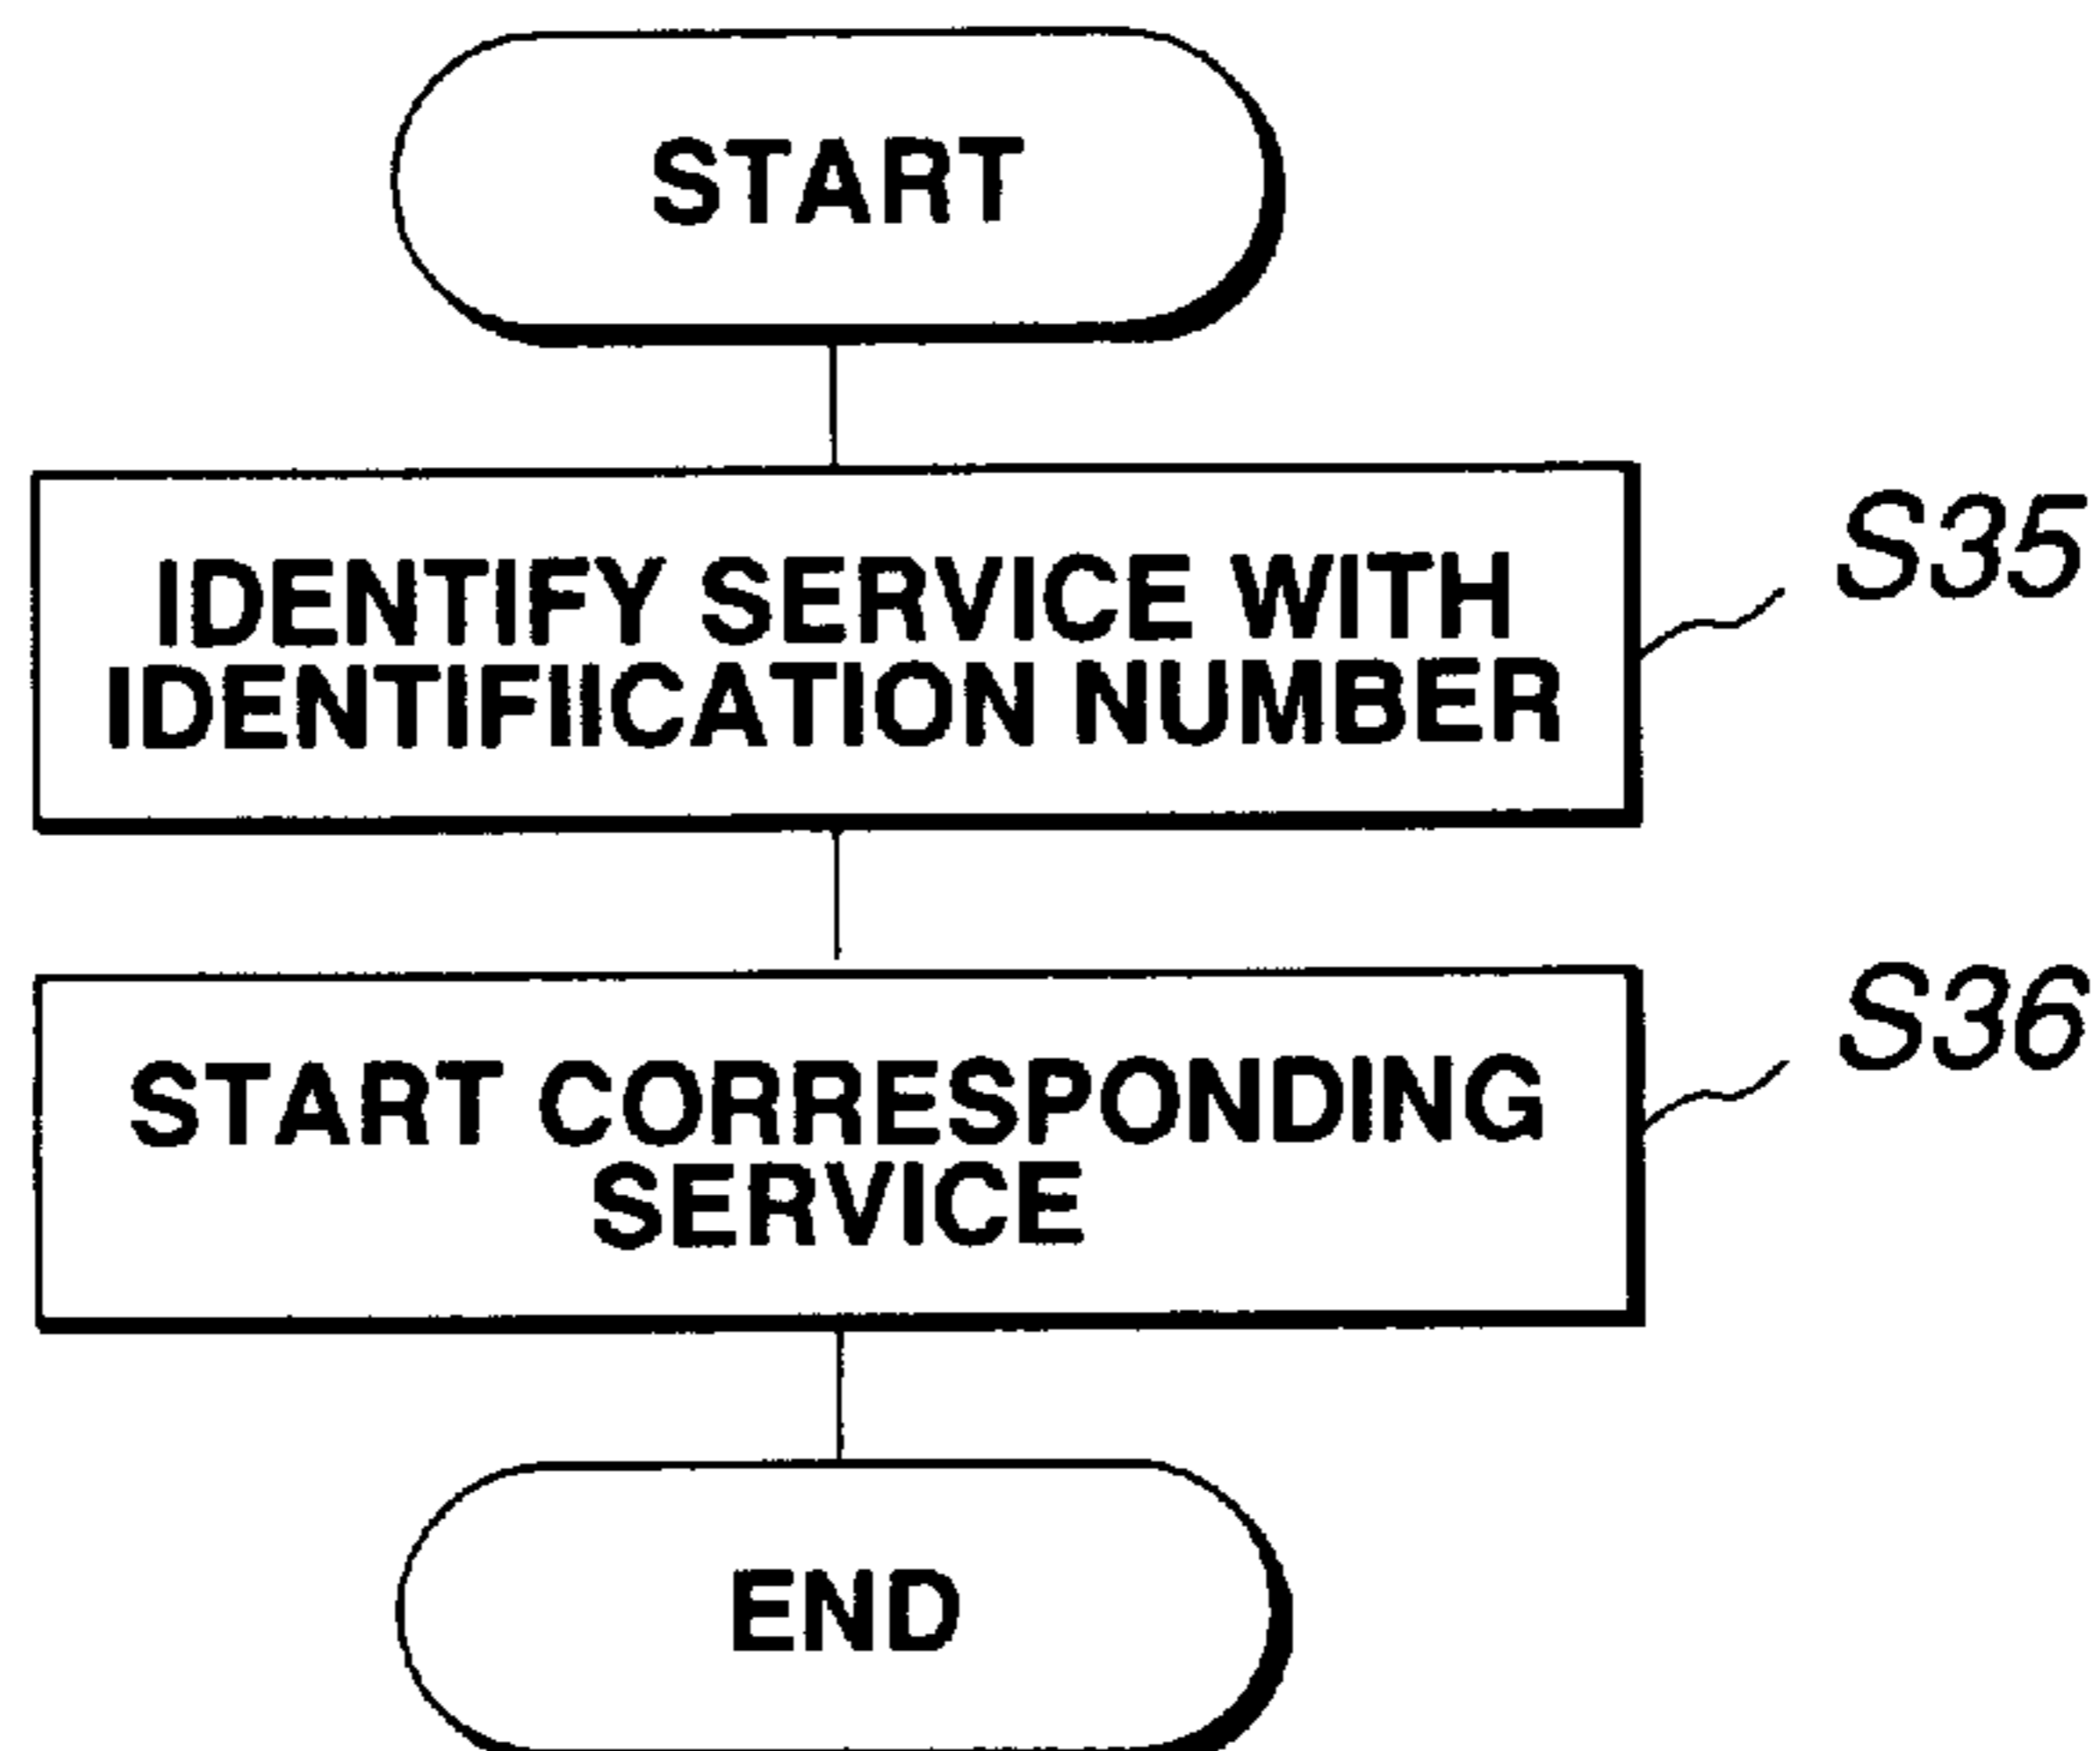 START
IDENTIFY SERVICE WITH
IDENTIFIICATION NUMBER
S35
START CORRESPONDING
SERVICE
S36
END